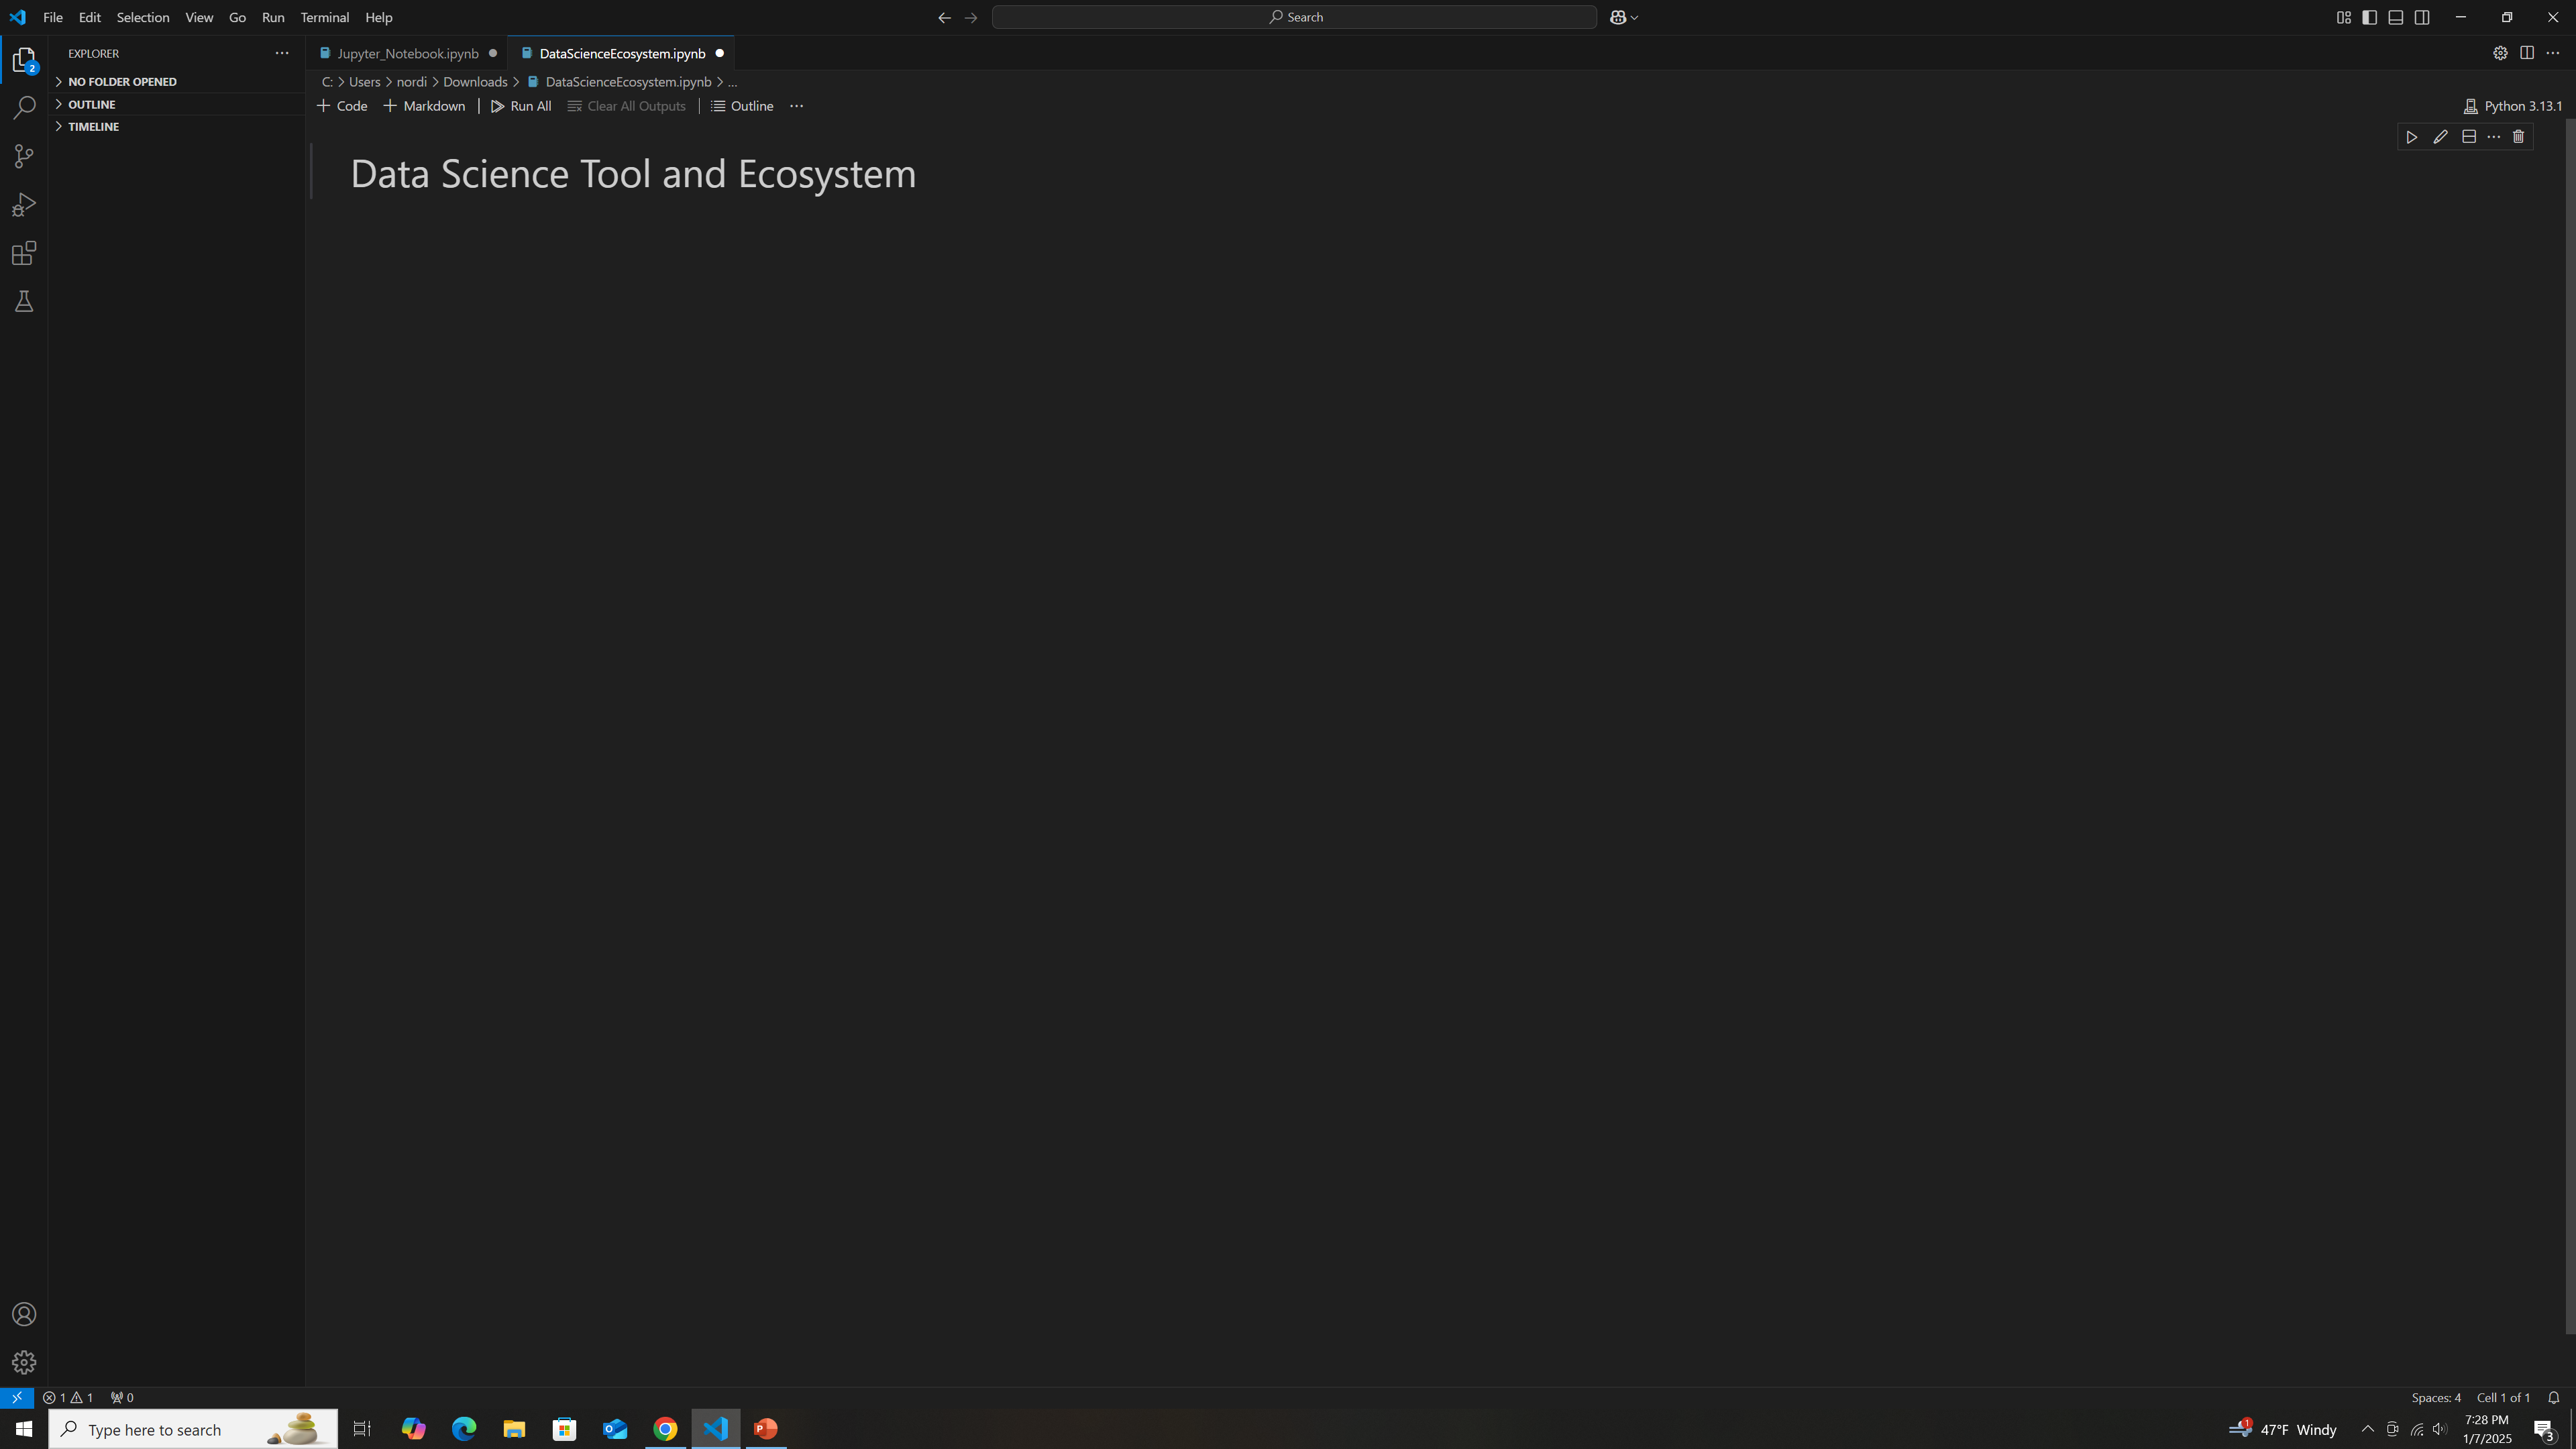 File Edit Selection View Go Run Terminal Help
Search
EXPLORER
Jupyter_Notebook.ipynb
DataScienceEcosystem.ipynb
2
NO FOLDER OPENED
C: > Users > nordi > Downloads > DataScienceEcosystem.ipynb > ...
OUTLINE
Code Markdown Run All Clear All Outputs Outline ...
Python 3.13.1
TIMELINE
Data Science Tool and Ecosystem
1 1 0
Spaces: 4 Cell 1 of 1
Type here to search
1
47°F Windy
7:28 PM
1/7/2025
3